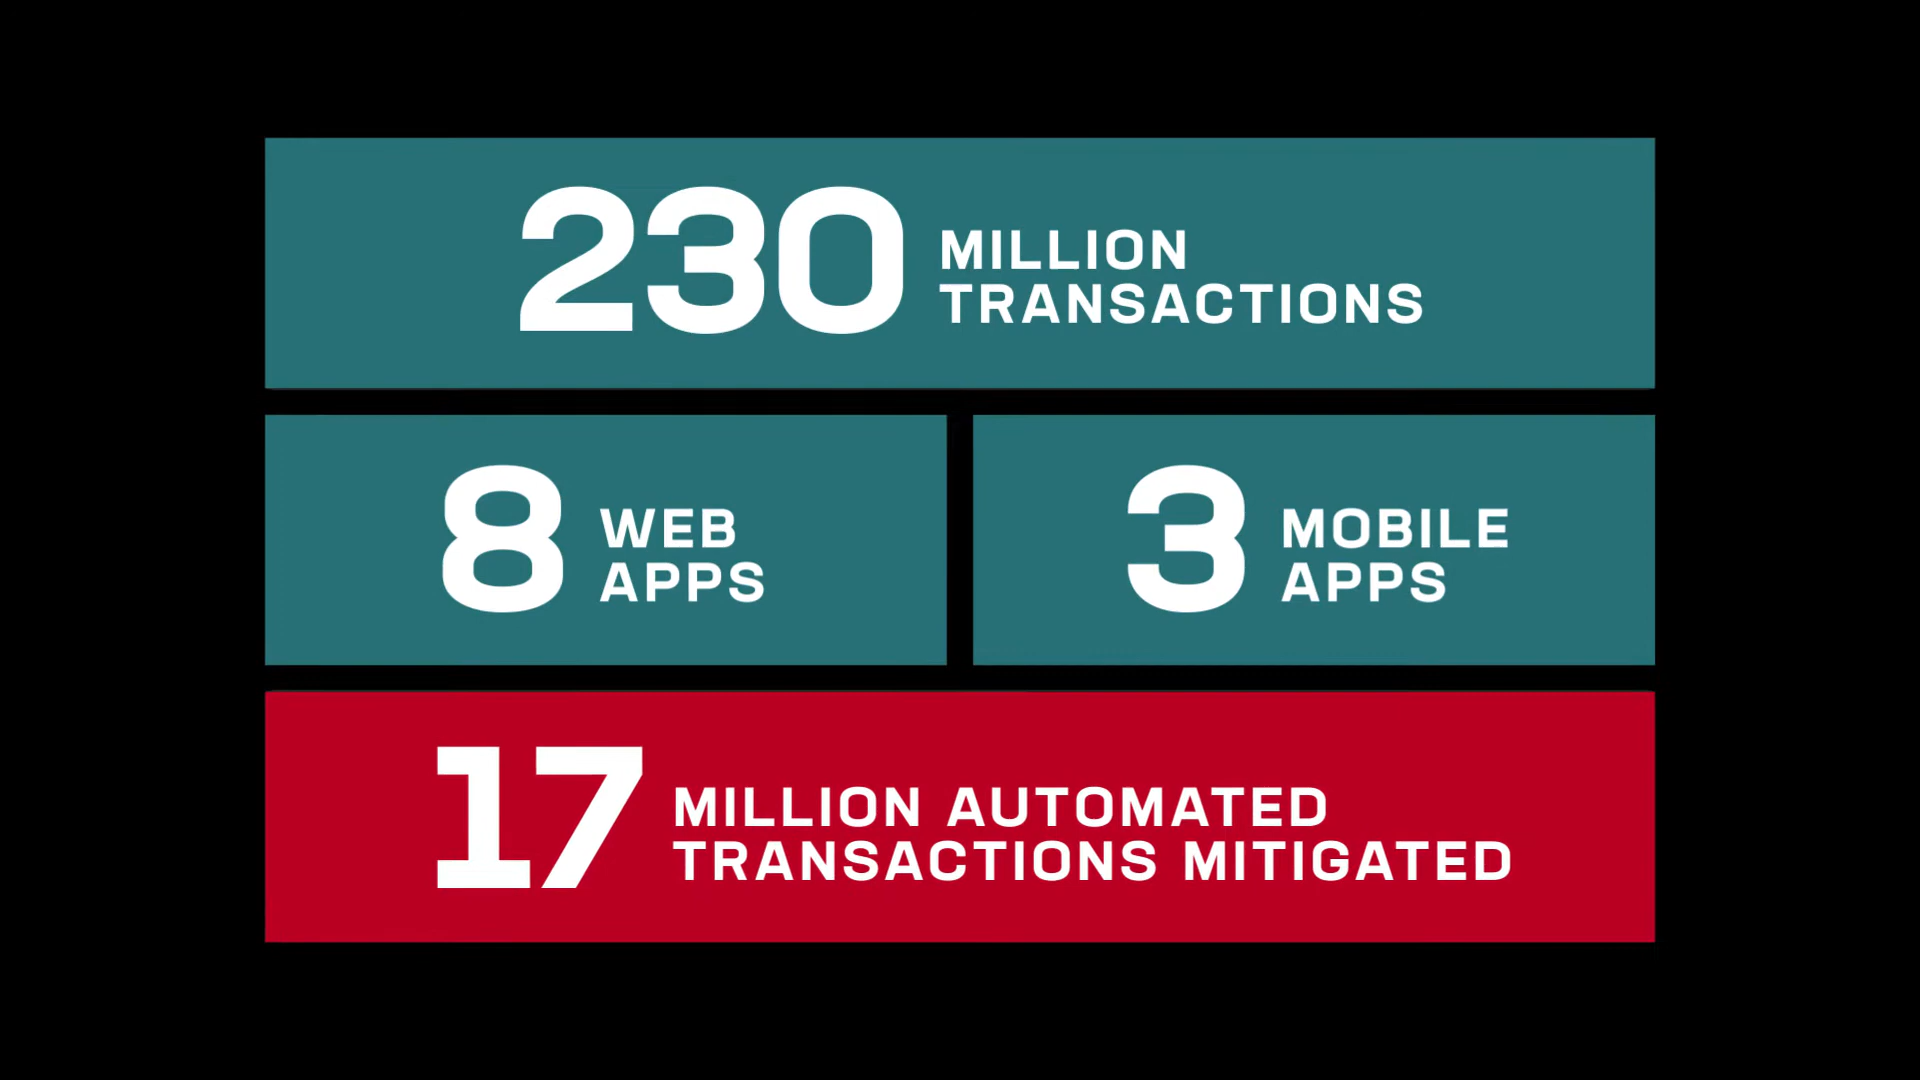 230 MILLION
TRANSACTIONS
8 WEB
APPS
3 MOBILE
APPS
17 MILLION AUTOMATED
TRANSACTIONS MITIGATED